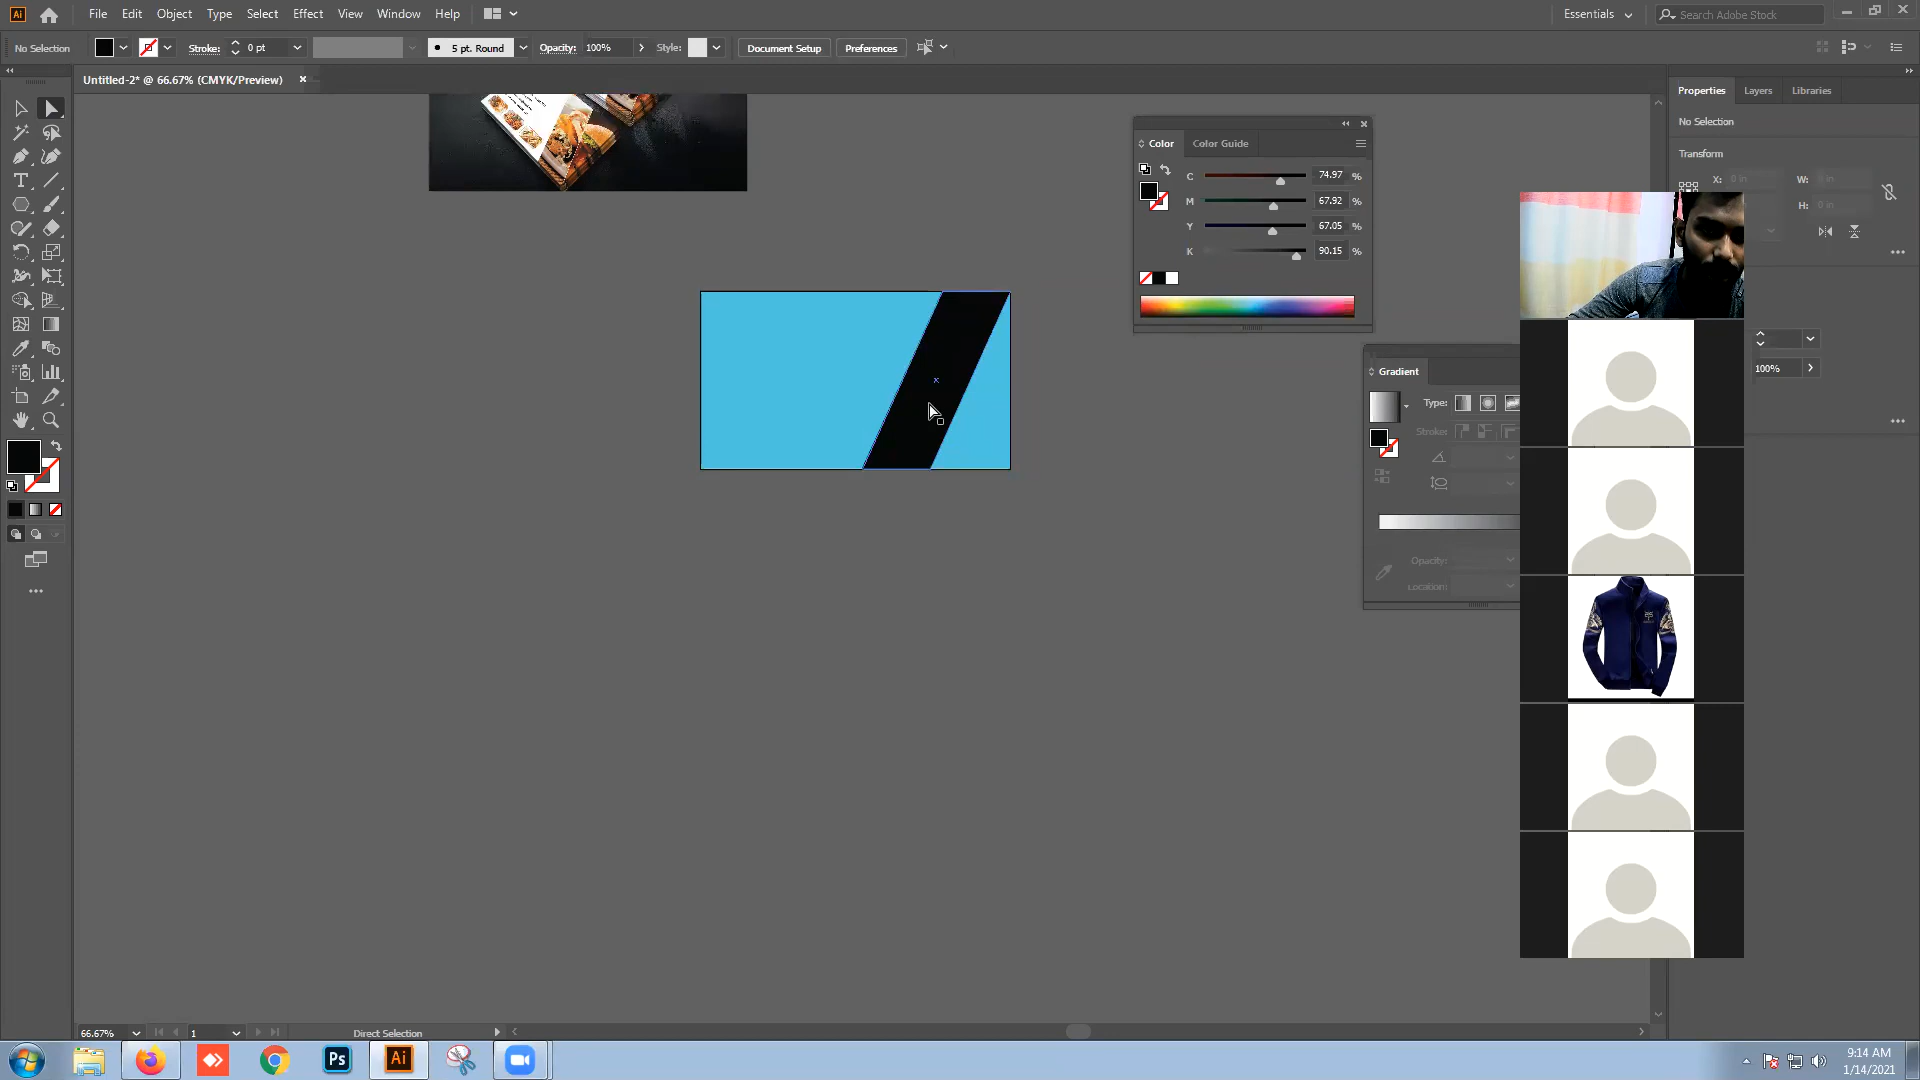 Ai File Edit Object Type Select Effect View Window Help Essentials Search Adobe Stock
No Selection Stroke: 0 pt 5 pt. Round Opacity: 100% Style: Document Setup Preferences
Untitled-2* @ 66.67% (CMYK/Preview)
Properties Layers Libraries
No Selection
Transform
X: 0 in W: 0 in
H: 0 in
100%
Color Color Guide
C 74.97 %
M 67.92 %
Y 67.05 %
K 90.15 %
Gradient
Type:
Stroke:
Opacity:
Location:
66.67% 1 Direct Selection
Ps Ai
9:14 AM
1/14/2021